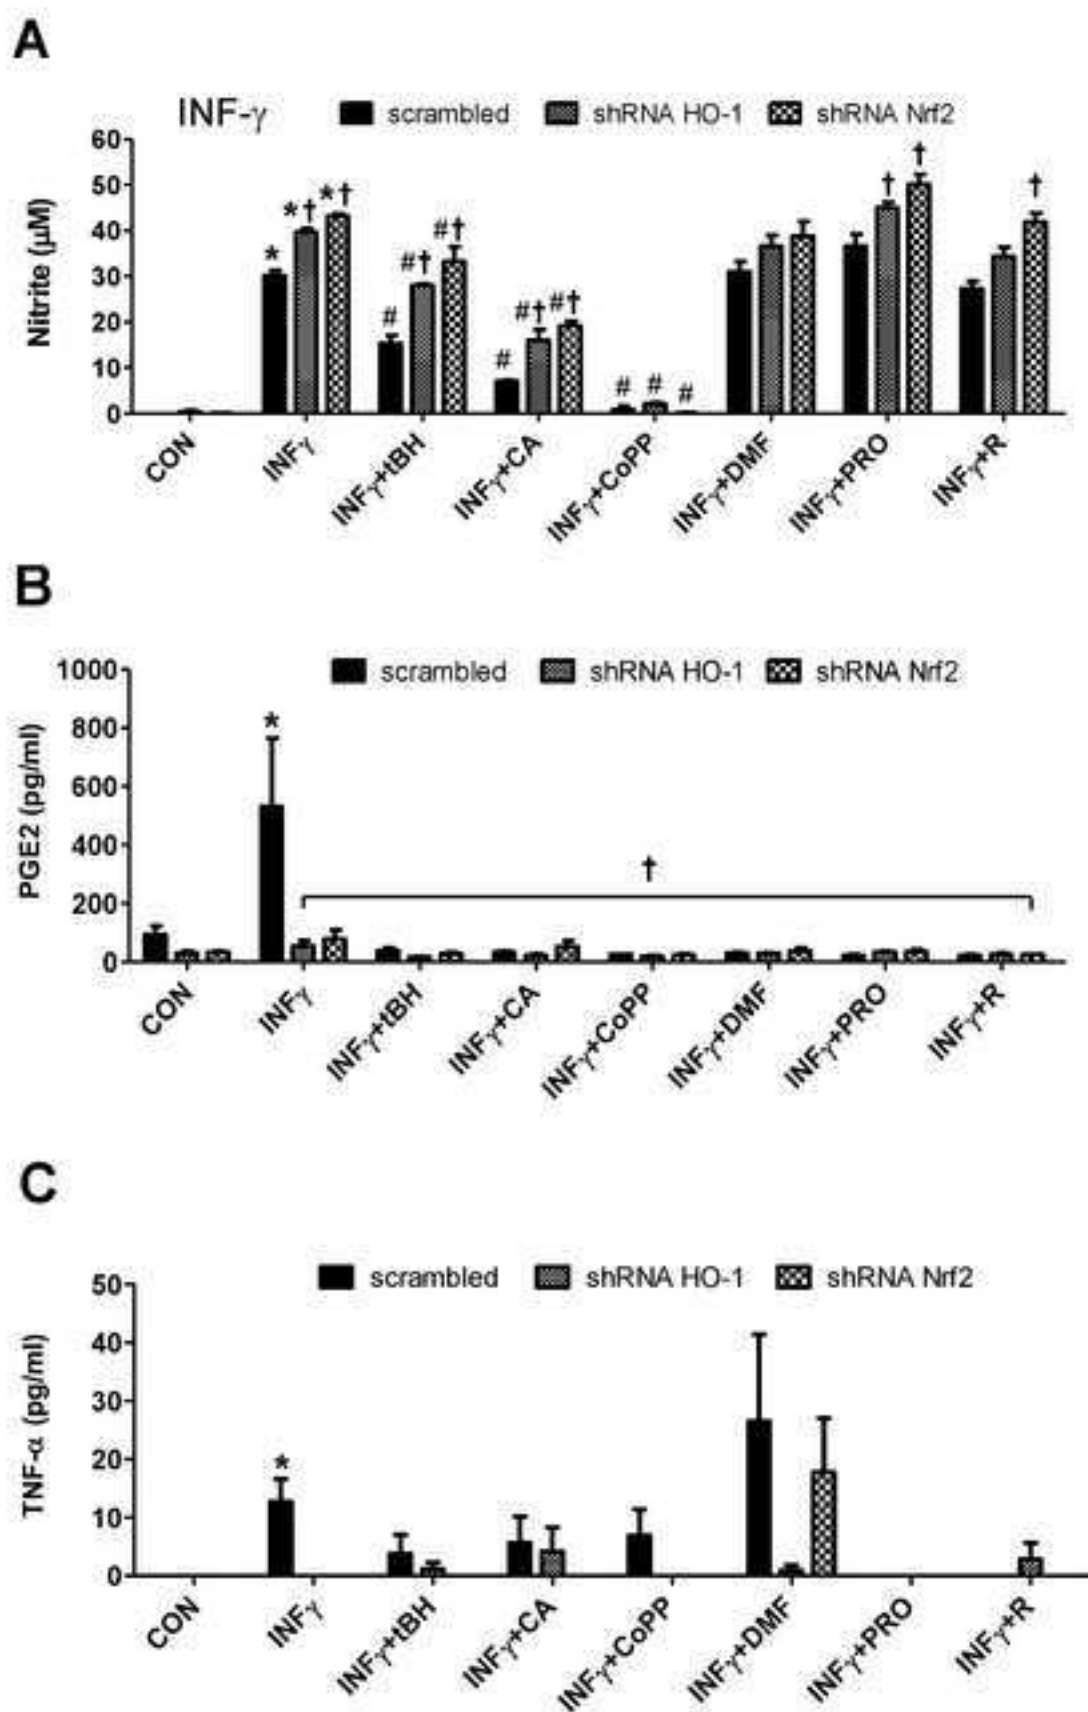 A
INF-γ scrambled shRNA HO-1 shRNA Nrf2
Nitrite (μM)
60
50
40
30
20
10
0
* *† *†
# #† #†
# #† #†
# # #
† †
†
CON INFγ INFγ+tBH INFγ+CA INFγ+CoPP INFγ+DMF INFγ+PRO INFγ+R
B
scrambled shRNA HO-1 shRNA Nrf2
PGE2 (pg/ml)
1000
800
600
400
200
0
*
†
CON INFγ INFγ+tBH INFγ+CA INFγ+CoPP INFγ+DMF INFγ+PRO INFγ+R
C
scrambled shRNA HO-1 shRNA Nrf2
TNF-α (pg/ml)
50
40
30
20
10
0
*
CON INFγ INFγ+tBH INFγ+CA INFγ+CoPP INFγ+DMF INFγ+PRO INFγ+R